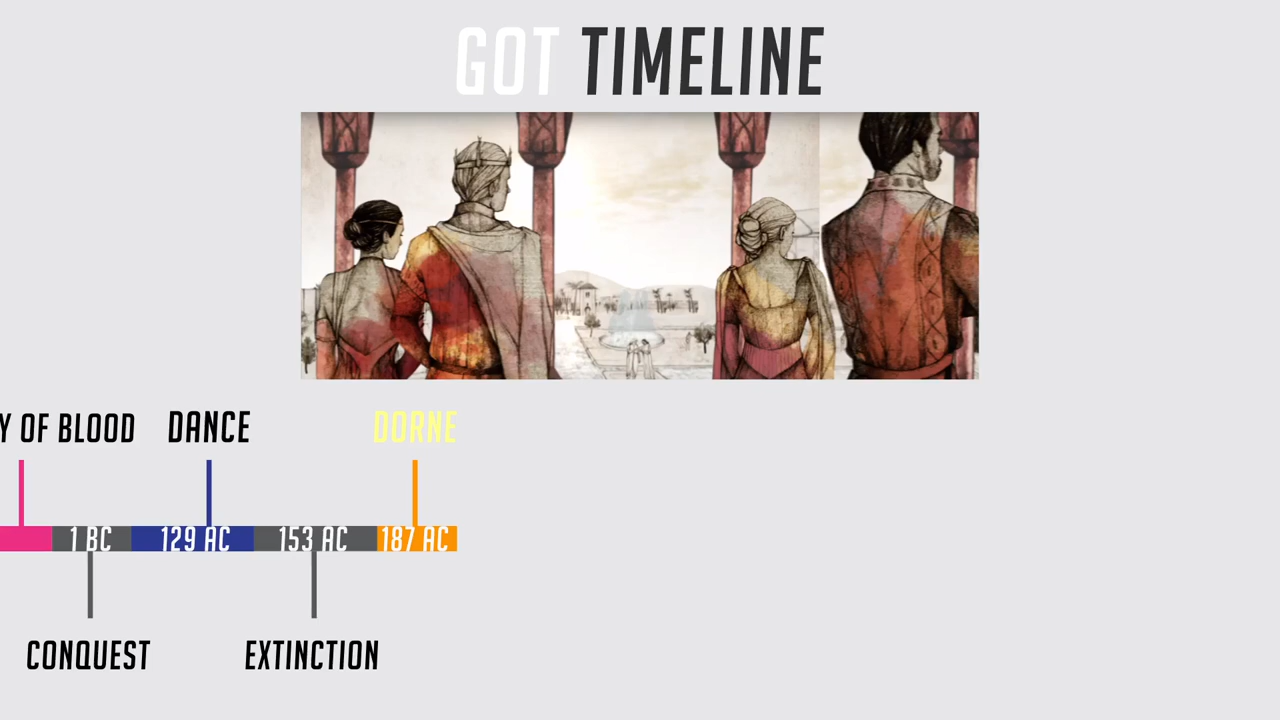 GOT TIMELINE
Y OF BLOOD DANCE DORNE
1 BC 129 AC 153 AC 187 AC
CONQUEST EXTINCTION